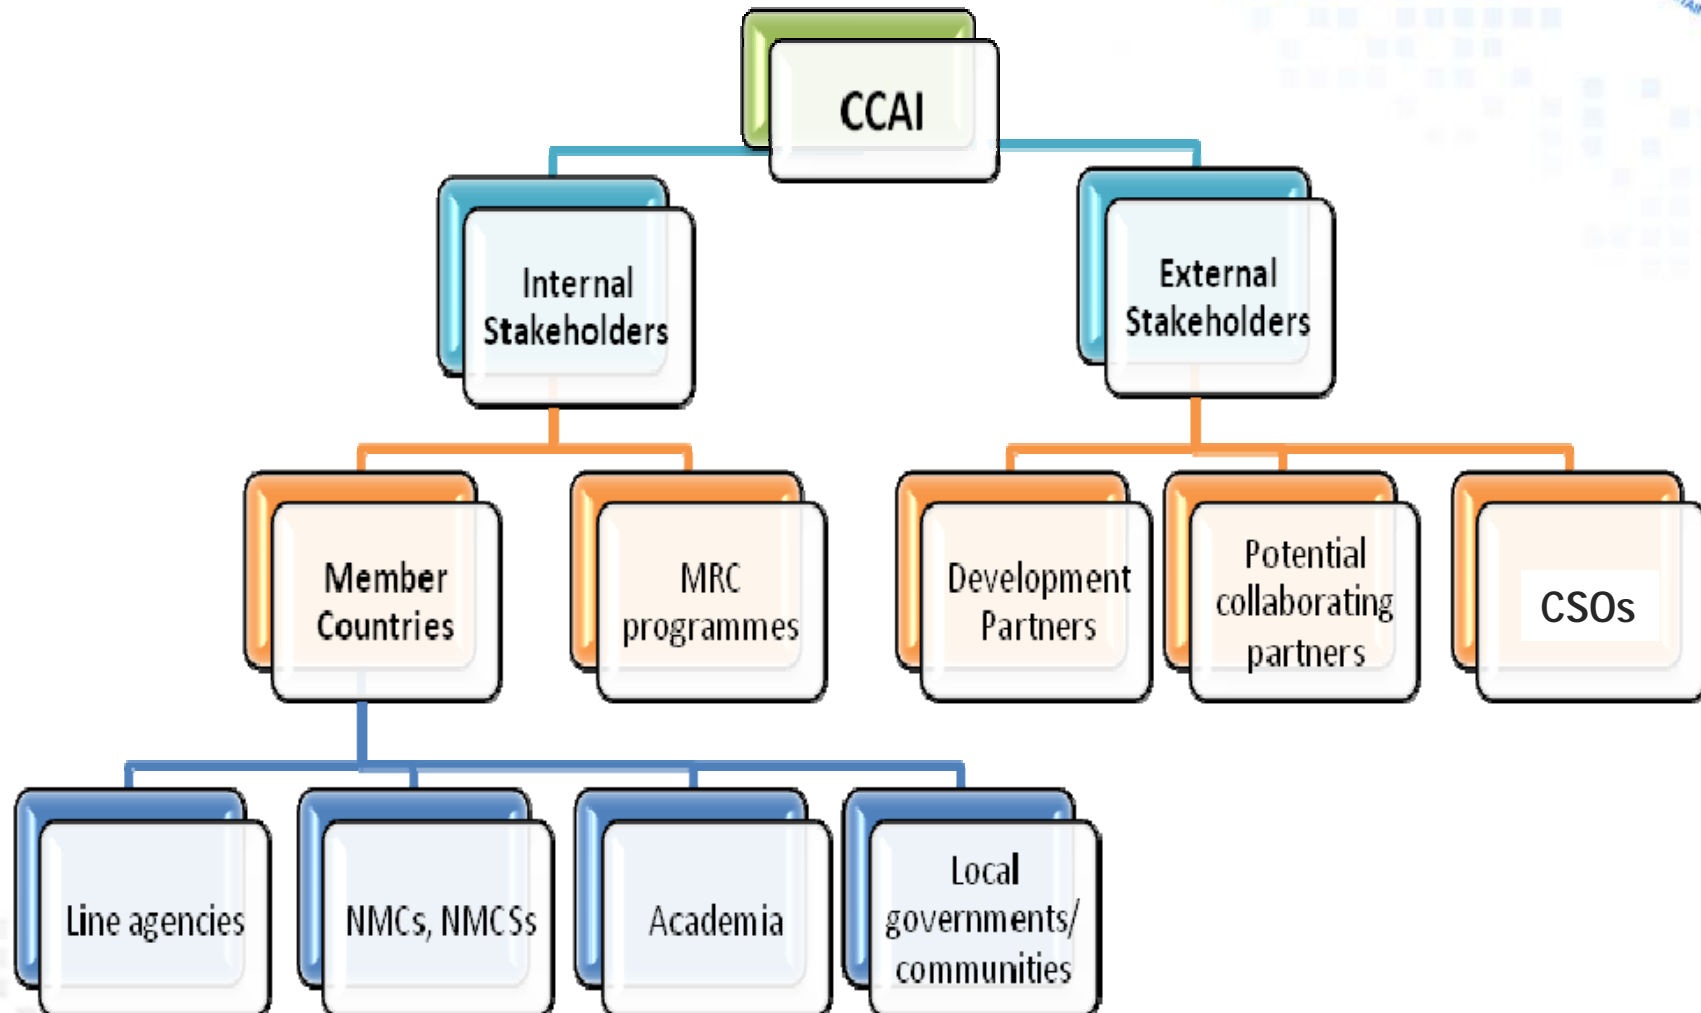 CCAI
Internal
Stakeholders
External
Stakeholders
Member
Countries
MRC
programmes
Development
Partners
Potential
collaborating
partners
CSOs
Line agencies
NMCs, NMCSs
Academia
Local
governments/
communities